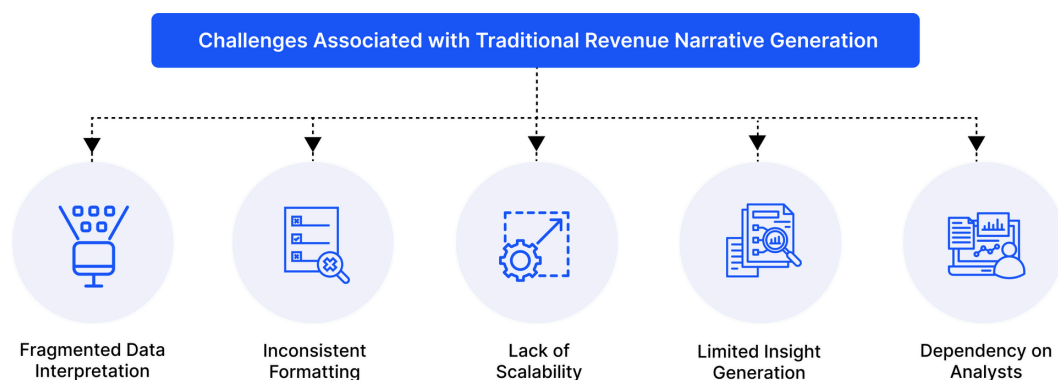 Challenges Associated with Traditional Revenue Narrative Generation
Fragmented Data
Interpretation
Inconsistent
Formatting
Lack of
Scalability
Limited Insight
Generation
Dependency on
Analysts